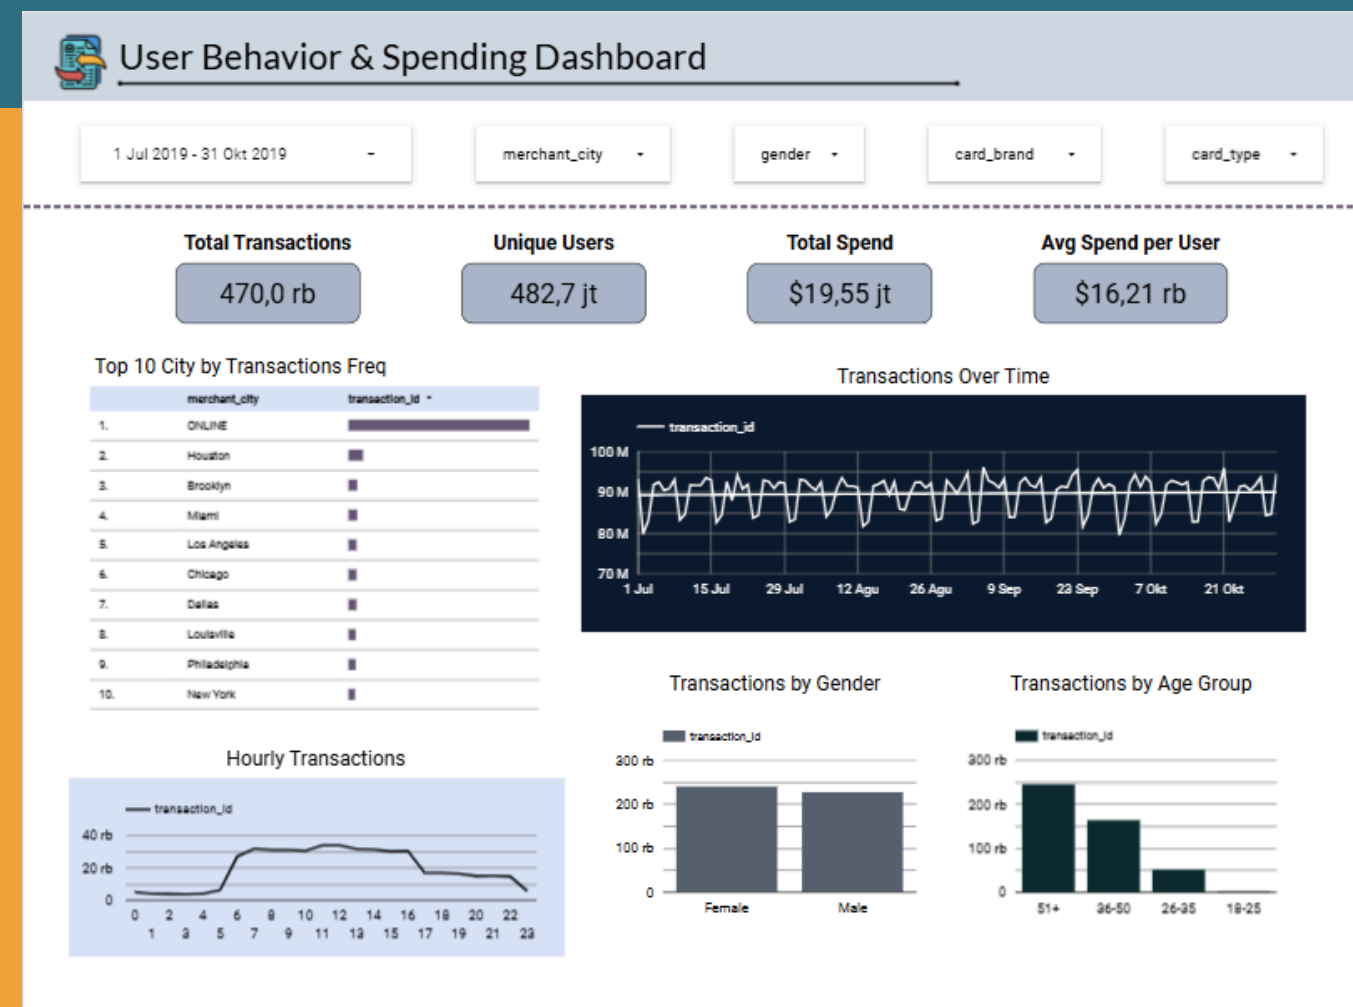 User Behavior & Spending Dashboard
1 Jul 2019 - 31 Okt 2019
merchant_city
gender
card_brand
card_type
Total Transactions
Unique Users
Total Spend
Avg Spend per User
470,0 rb
482,7 jt
$19,55 jt
$16,21 rb
Top 10 City by Transactions Freq
merchant_city transaction_id
1. ONLINE
2. Houston
3. Brooklyn
4. Miami
5. Los Angeles
6. Chicago
7. Dallas
8. Louisville
9. Philadelphia
10. New York
Transactions Over Time
transaction_id
100 M
90 M
80 M
70 M
1 Jul 15 Jul 29 Jul 12 Agu 26 Agu 9 Sep 23 Sep 7 Okt 21 Okt
Hourly Transactions
transaction_id
40 rb
20 rb
0
0 2 4 6 8 10 12 14 16 18 20 22
1 3 5 7 9 11 13 15 17 19 21 23
Transactions by Gender
transaction_id
300 rb
200 rb
100 rb
0
Female Male
Transactions by Age Group
transaction_id
300 rb
200 rb
100 rb
0
51+ 36-50 26-35 18-25